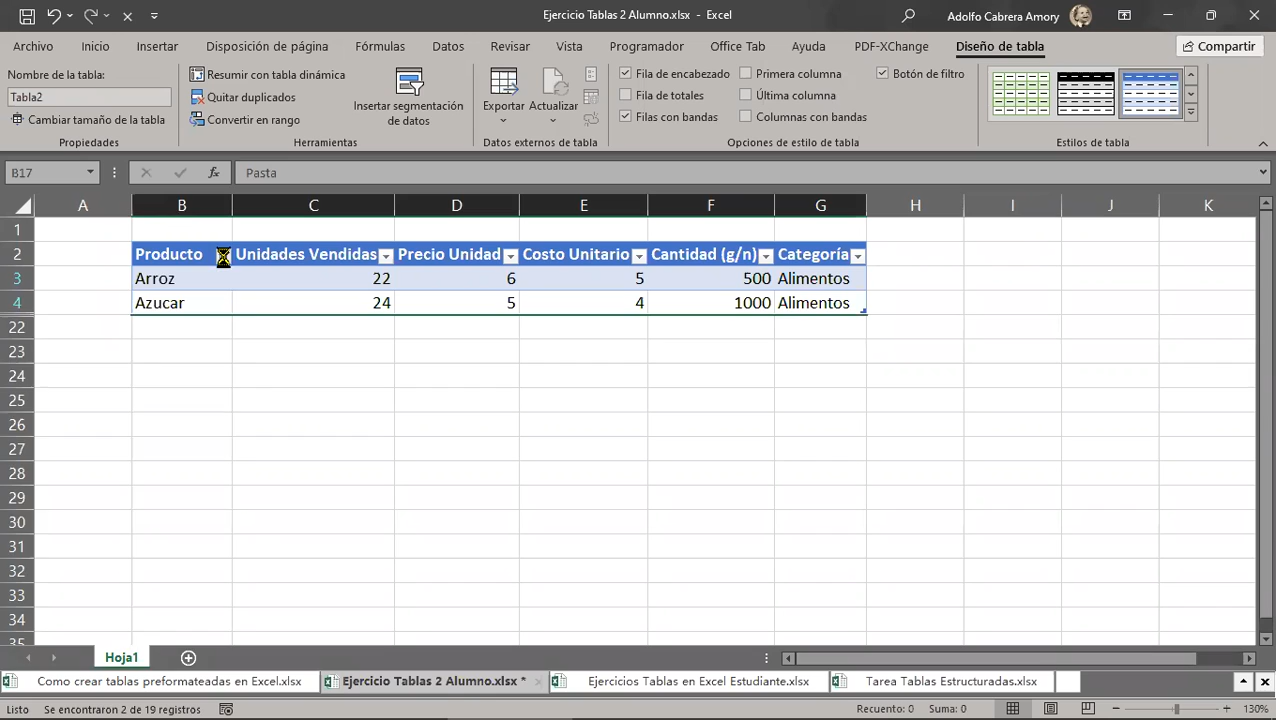 Ejercicio Tablas 2 Alumno.xlsx - Excel
Adolfo Cabrera Amory
Archivo Inicio Insertar Disposición de página Fórmulas Datos Revisar Vista Programador Office Tab Ayuda PDF-XChange Diseño de tabla Compartir
Nombre de la tabla:
Tabla2
Cambiar tamaño de la tabla
Propiedades
Resumir con tabla dinámica
Quitar duplicados
Convertir en rango
Insertar segmentación
de datos
Herramientas
Exportar
Actualizar
Datos externos de tabla
Fila de encabezado Primera columna Botón de filtro
Fila de totales Última columna
Filas con bandas Columnas con bandas
Opciones de estilo de tabla
Estilos de tabla
B17 fx Pasta
A B C D E F G H I J K
1
2 Producto Unidades Vendidas Precio Unidad Costo Unitario Cantidad (g/n) Categoría
3 Arroz 22 6 5 500 Alimentos
4 Azucar 24 5 4 1000 Alimentos
22
23
24
25
26
27
28
29
30
31
32
33
34
35
Hoja1
Como crear tablas preformateadas en Excel.xlsx Ejercicio Tablas 2 Alumno.xlsx * Ejercicios Tablas en Excel Estudiante.xlsx Tarea Tablas Estructuradas.xlsx
Listo Se encontraron 2 de 19 registros Recuento: 0 Suma: 0 130%